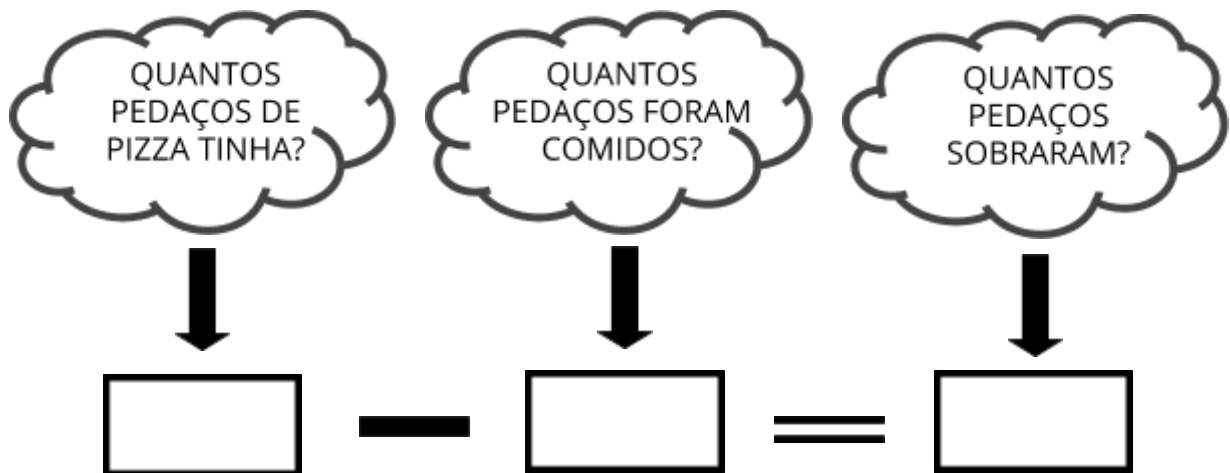 QUANTOS
PEDAÇOS DE
PIZZA TINHA?
QUANTOS
PEDAÇOS FORAM
COMIDOS?
QUANTOS
PEDAÇOS
SOBRARAM?